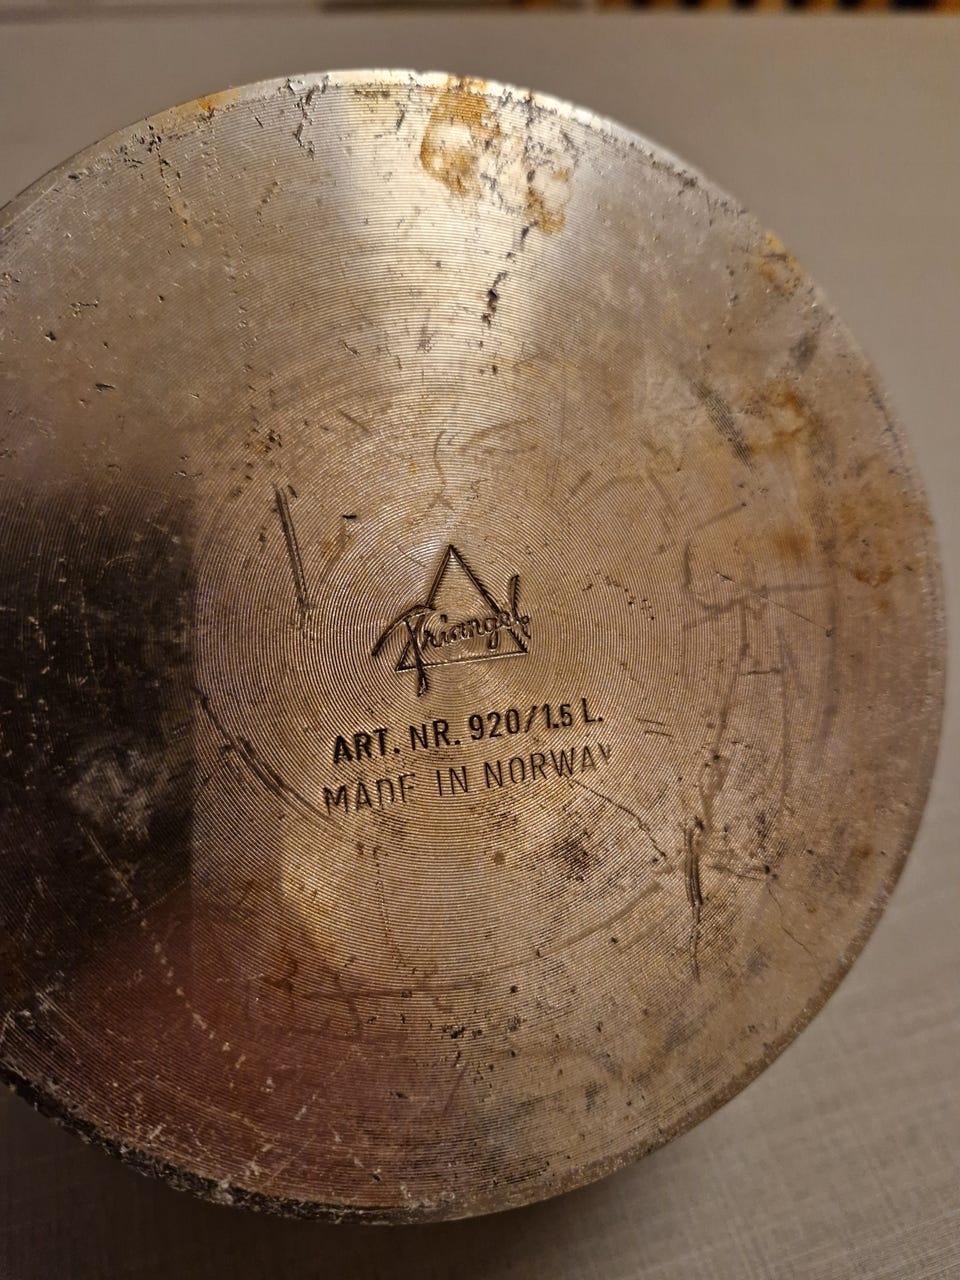 Triangel
ART. NR. 920/1.5 L.
MADE IN NORWAY